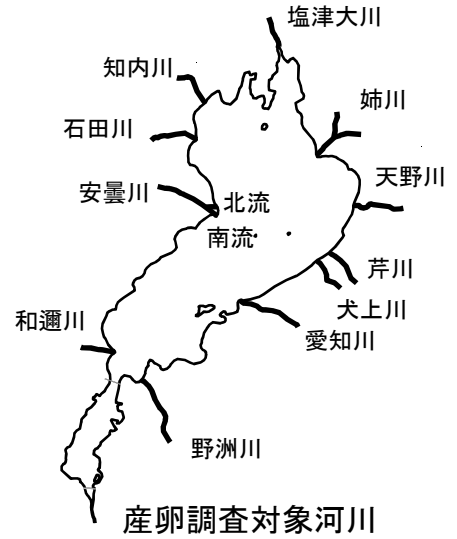 塩津大川
知内川
姉川
石田川
天野川
安曇川
北流
南流
芹川
犬上川
和邇川
愛知川
野洲川
産卵調査対象河川